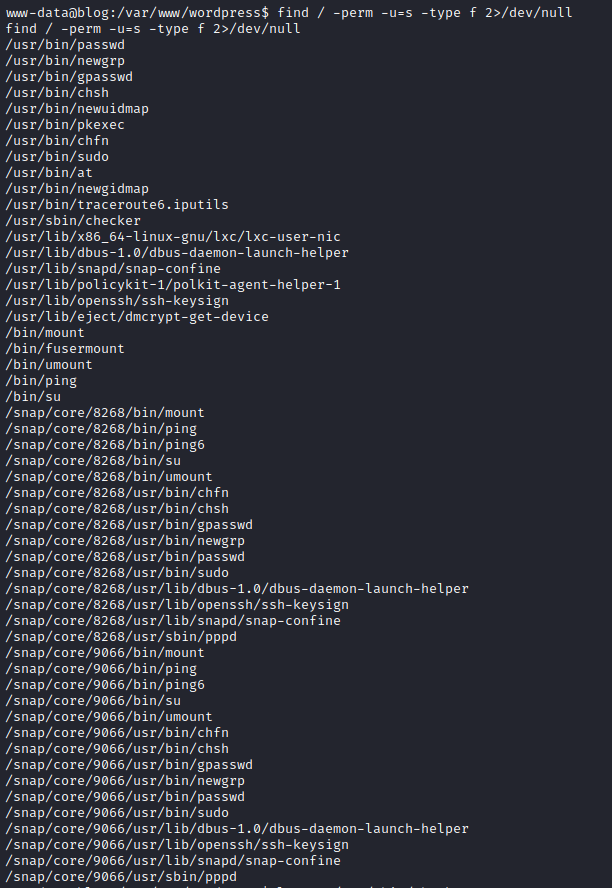 www-data@blog:/var/www/wordpress$ find / -perm -u=s -type f 2>/dev/null
find / -perm -u=s -type f 2>/dev/null
/usr/bin/passwd
/usr/bin/newgrp
/usr/bin/gpasswd
/usr/bin/chsh
/usr/bin/newuidmap
/usr/bin/pkexec
/usr/bin/chfn
/usr/bin/sudo
/usr/bin/at
/usr/bin/newgidmap
/usr/bin/traceroute6.iputils
/usr/sbin/checker
/usr/lib/x86_64-linux-gnu/lxc/lxc-user-nic
/usr/lib/dbus-1.0/dbus-daemon-launch-helper
/usr/lib/snapd/snap-confine
/usr/lib/policykit-1/polkit-agent-helper-1
/usr/lib/openssh/ssh-keysign
/usr/lib/eject/dmcrypt-get-device
/bin/mount
/bin/fusermount
/bin/umount
/bin/ping
/bin/su
/snap/core/8268/bin/mount
/snap/core/8268/bin/ping
/snap/core/8268/bin/ping6
/snap/core/8268/bin/su
/snap/core/8268/bin/umount
/snap/core/8268/usr/bin/chfn
/snap/core/8268/usr/bin/chsh
/snap/core/8268/usr/bin/gpasswd
/snap/core/8268/usr/bin/newgrp
/snap/core/8268/usr/bin/passwd
/snap/core/8268/usr/bin/sudo
/snap/core/8268/usr/lib/dbus-1.0/dbus-daemon-launch-helper
/snap/core/8268/usr/lib/openssh/ssh-keysign
/snap/core/8268/usr/lib/snapd/snap-confine
/snap/core/8268/usr/sbin/pppd
/snap/core/9066/bin/mount
/snap/core/9066/bin/ping
/snap/core/9066/bin/ping6
/snap/core/9066/bin/su
/snap/core/9066/bin/umount
/snap/core/9066/usr/bin/chfn
/snap/core/9066/usr/bin/chsh
/snap/core/9066/usr/bin/gpasswd
/snap/core/9066/usr/bin/newgrp
/snap/core/9066/usr/bin/passwd
/snap/core/9066/usr/bin/sudo
/snap/core/9066/usr/lib/dbus-1.0/dbus-daemon-launch-helper
/snap/core/9066/usr/lib/openssh/ssh-keysign
/snap/core/9066/usr/lib/snapd/snap-confine
/snap/core/9066/usr/sbin/pppd